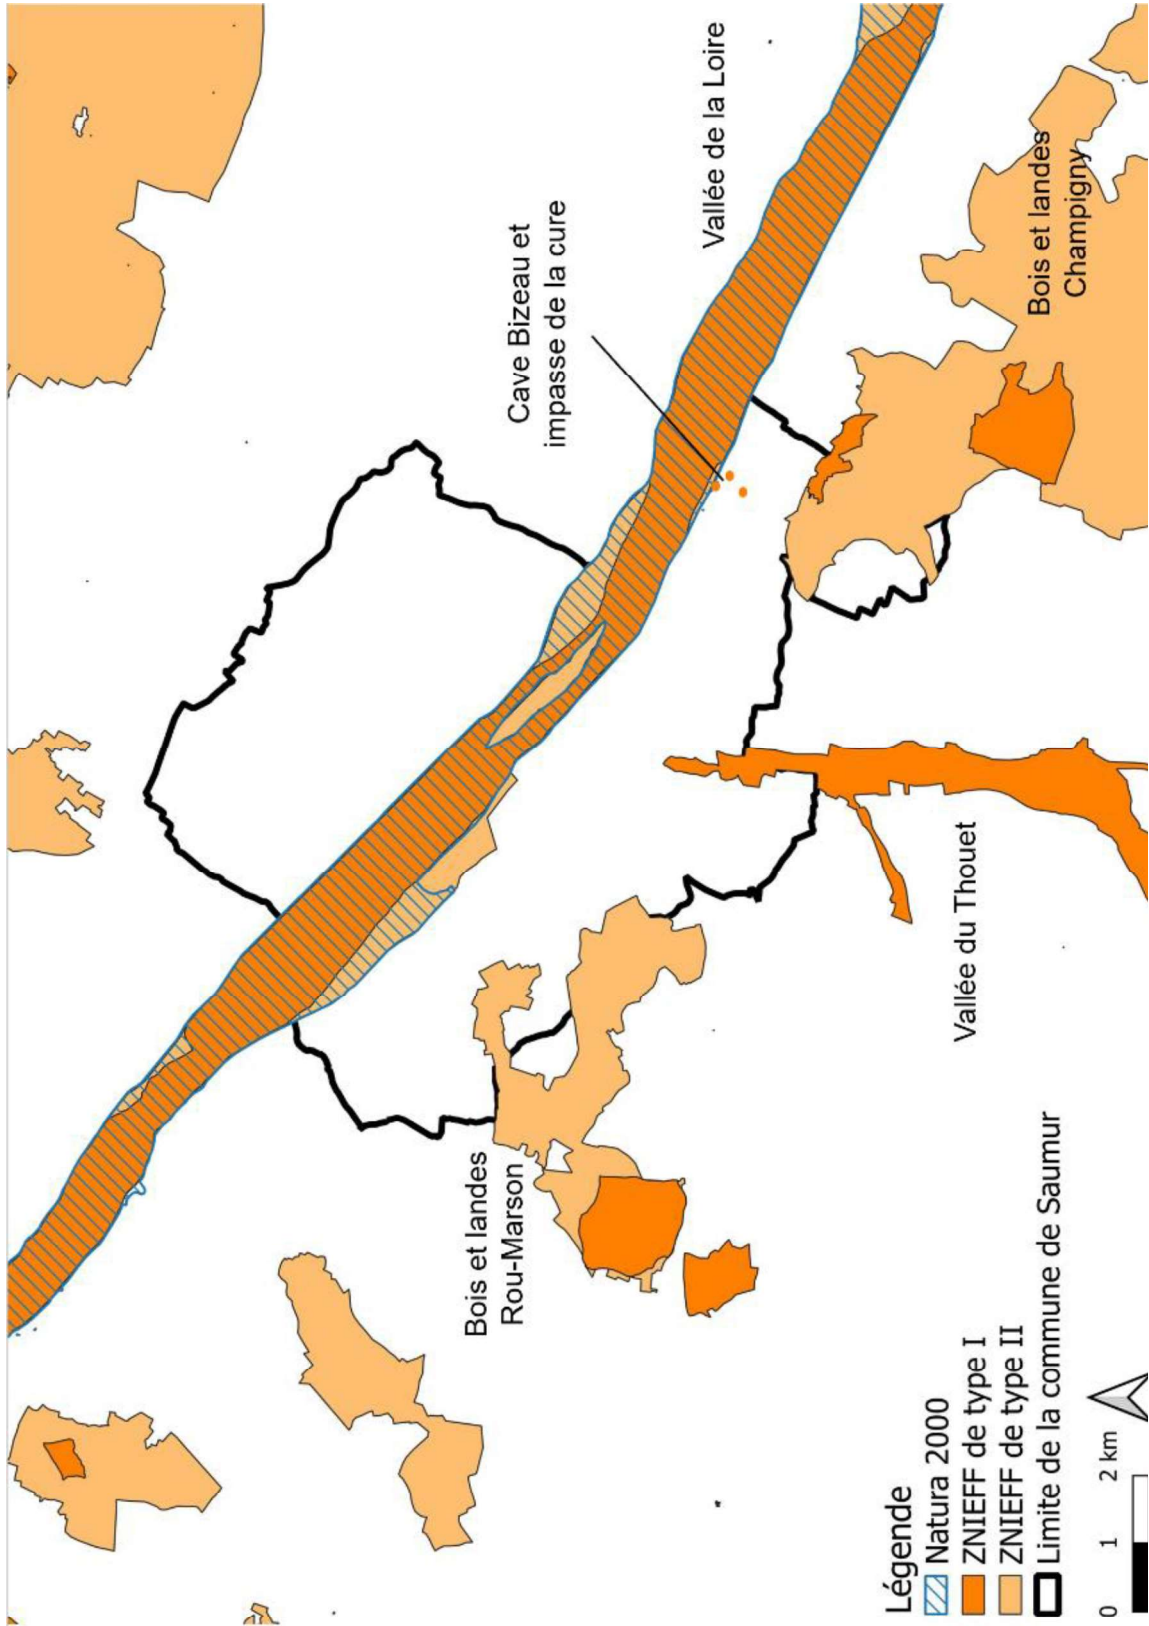 Cave Bizeau et
impasse de la cure
Vallée de la Loire
Bois et landes
Champigny
Bois et landes
Rou-Marson
Vallée du Thouet
Légende
Natura 2000
ZNIEFF de type I
ZNIEFF de type II
Limite de la commune de Saumur
0 1 2 km